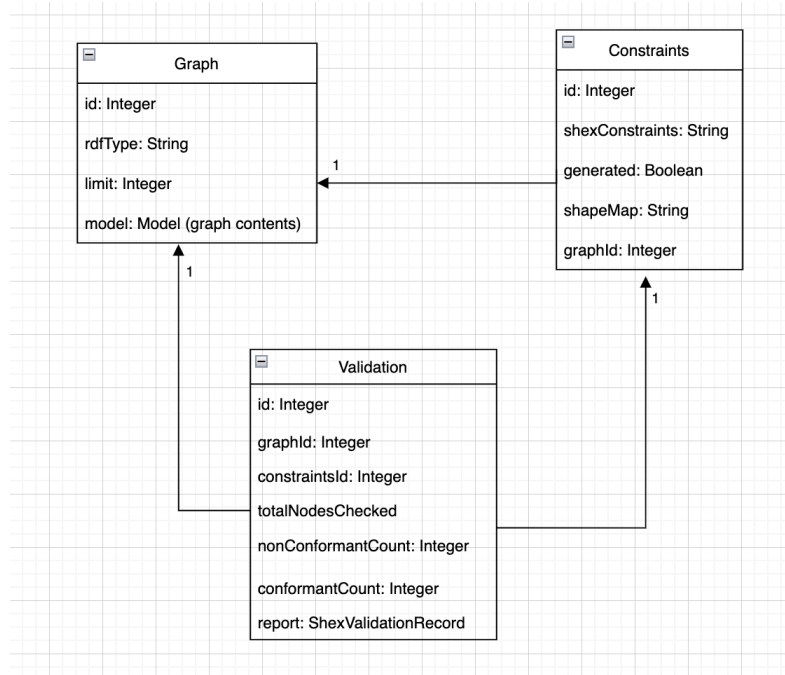 Graph
id: Integer
rdfType: String
limit: Integer
model: Model (graph contents)
1
Constraints
id: Integer
shexConstraints: String
generated: Boolean
shapeMap: String
graphId: Integer
1
1
Validation
id: Integer
graphId: Integer
constraintsId: Integer
totalNodesChecked
nonConformantCount: Integer
conformantCount: Integer
report: ShexValidationRecord